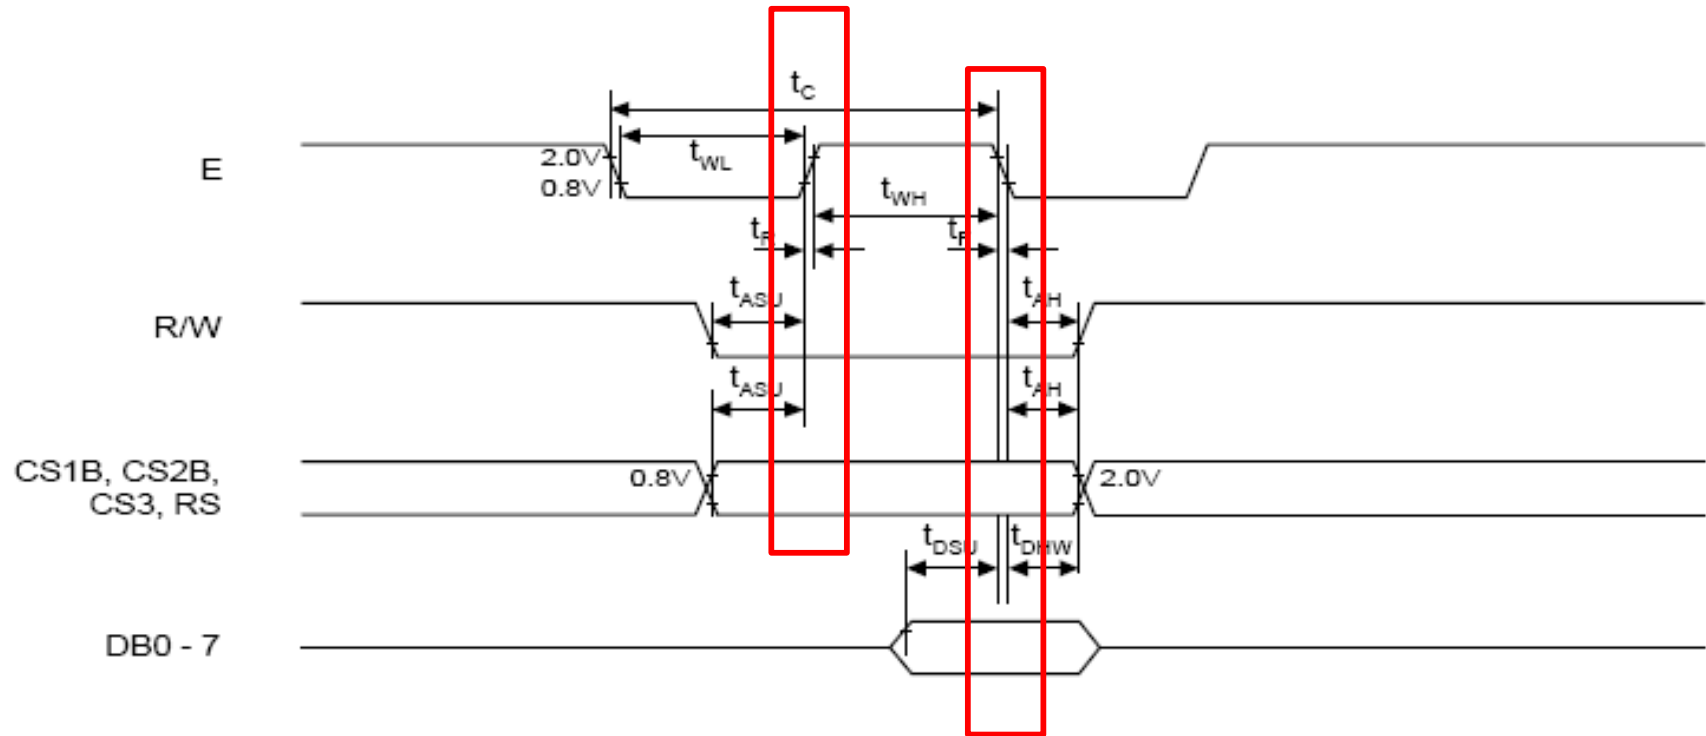 tC
2.0V
tWL
E
0.8V
tWH
tR
tF
tASU
tAH
R/W
tASU
tAH
CS1B, CS2B,
CS3, RS
0.8V
2.0V
tDSU
tDHW
DB0 - 7